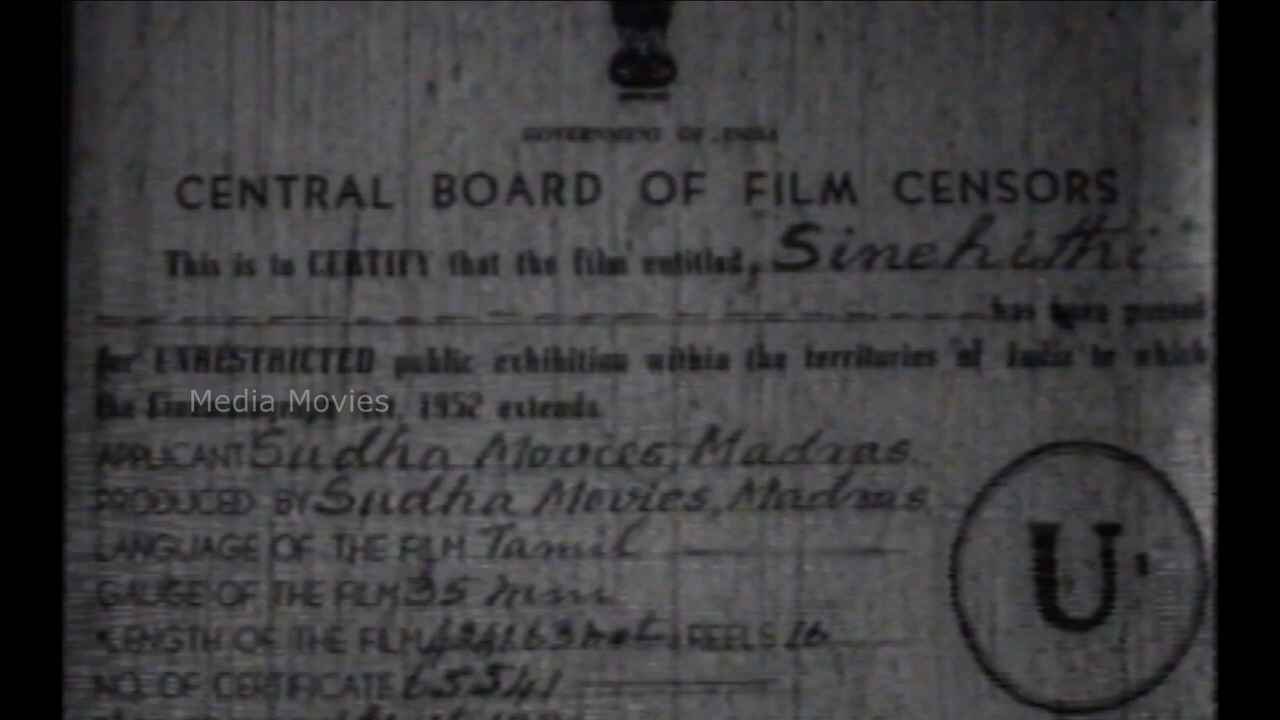 GOVERNMENT OF INDIA
CENTRAL BOARD OF FILM CENSORS
This is to CERTIFY that the film entitled, Sinehithi
has been passed
for UNRESTRICTED public exhibition within the territories of India to which
the 1952 extends.
Media Movies
APPLICANT Sudha Movies, Madras
PRODUCED BY Sudha Movies, Madras
LANGUAGE OF THE FILM Tamil
GAUGE OF THE FILM 35 mm
*LENGTH OF THE FILM REELS 16
NO. OF CERTIFICATE
U